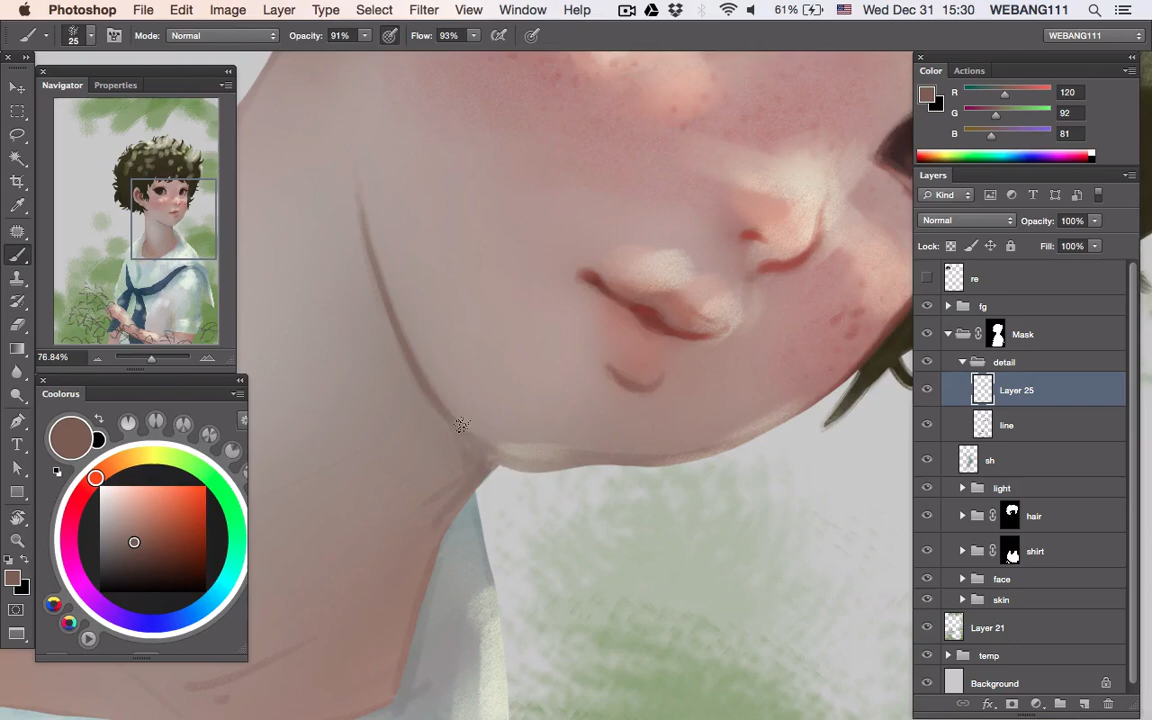 Photoshop File Edit Image Layer Type Select Filter View Window Help 61% Wed Dec 31 15:30 WEBANG111
25 Mode: Normal Opacity: 91% Flow: 93% WEBANG111
Navigator Properties
76.84%
Coolorus
Color Actions
R 120
G 92
B 81
Layers
Kind
Normal Opacity: 100%
Lock: Fill: 100%
re
fg
Mask
detail
Layer 25
line
sh
light
hair
shirt
face
skin
Layer 21
temp
Background
fx